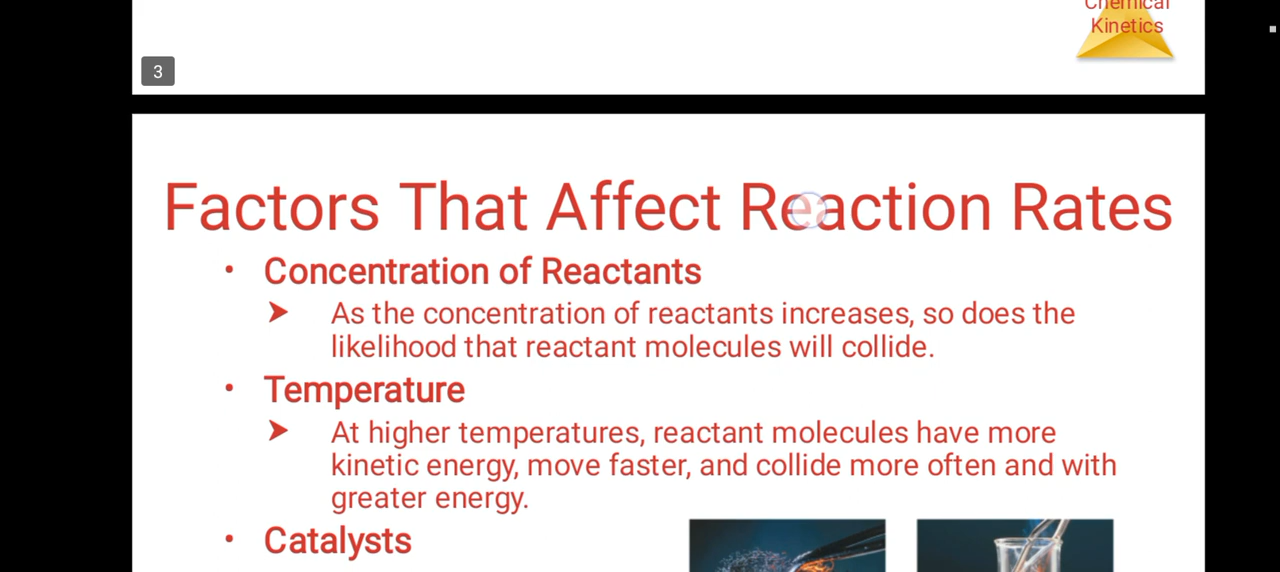 Chemical
Kinetics
3
Factors That Affect Reaction Rates
• Concentration of Reactants
➤ As the concentration of reactants increases, so does the
likelihood that reactant molecules will collide.
• Temperature
➤ At higher temperatures, reactant molecules have more
kinetic energy, move faster, and collide more often and with
greater energy.
• Catalysts